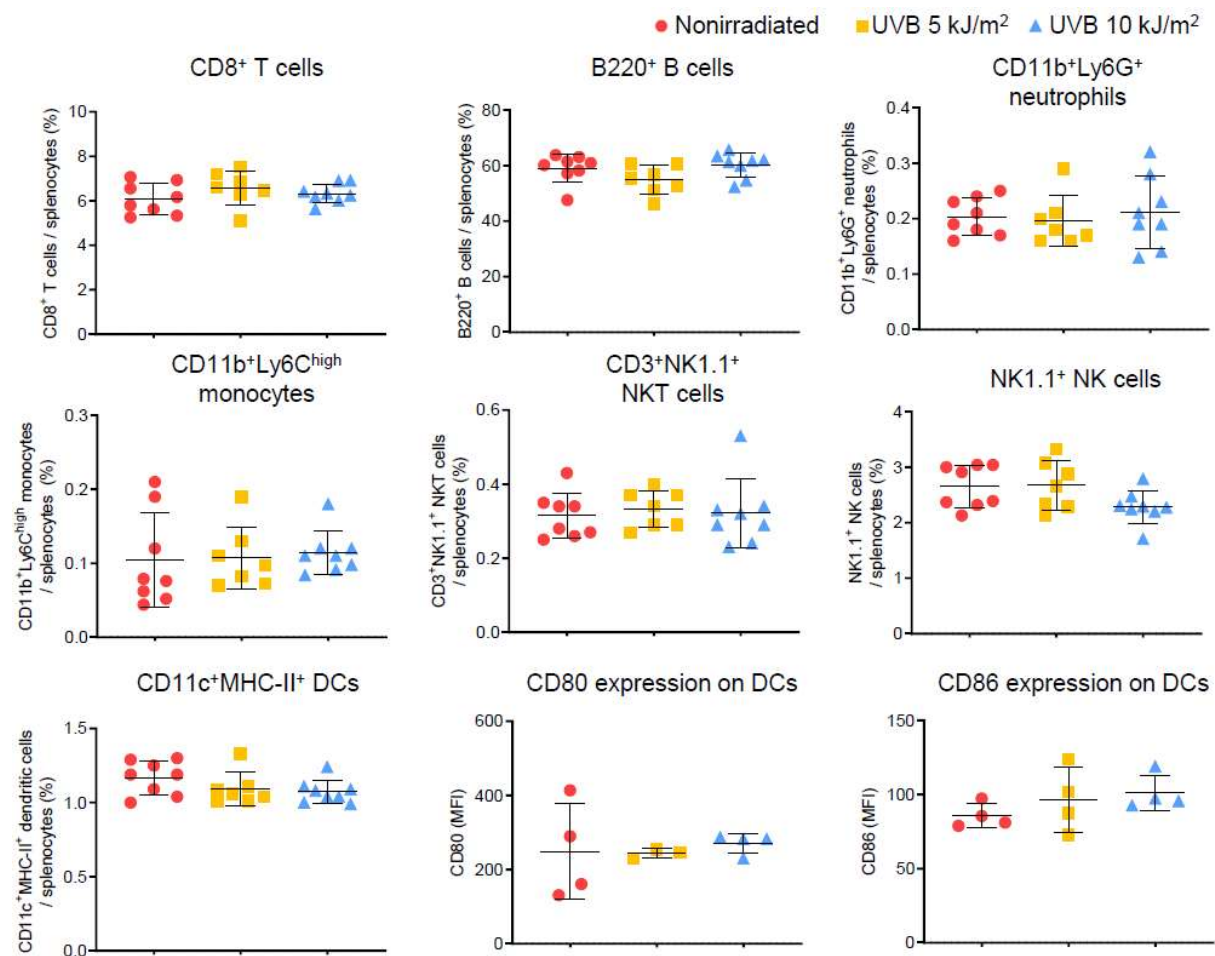 Nonirradiated UVB 5 kJ/m² UVB 10 kJ/m²
CD8⁺ T cells
CD8⁺ T cells / splenocytes (%)
10
8
6
4
2
0
B220⁺ B cells
B220⁺ B cells / splenocytes (%)
80
60
40
20
0
CD11b⁺Ly6G⁺
neutrophils
CD11b⁺Ly6G⁺ neutrophils
/ splenocytes (%)
0.4
0.3
0.2
0.1
0.0
CD11b⁺Ly6Cʰⁱᵍʰ
monocytes
CD11b⁺Ly6Cʰⁱᵍʰ monocytes
/ splenocytes (%)
0.3
0.2
0.1
0.0
CD3⁺NK1.1⁺
NKT cells
CD3⁺NK1.1⁺ NKT cells
/ splenocytes (%)
0.6
0.4
0.2
0.0
NK1.1⁺ NK cells
NK1.1⁺ NK cells
/ splenocytes (%)
4
3
2
1
0
CD11c⁺MHC-II⁺ DCs
CD11c⁺MHC-II⁺ dendritic cells
/ splenocytes (%)
1.5
1.0
0.5
0.0
CD80 expression on DCs
CD80 (MFI)
600
400
200
0
CD86 expression on DCs
CD86 (MFI)
150
100
50
0